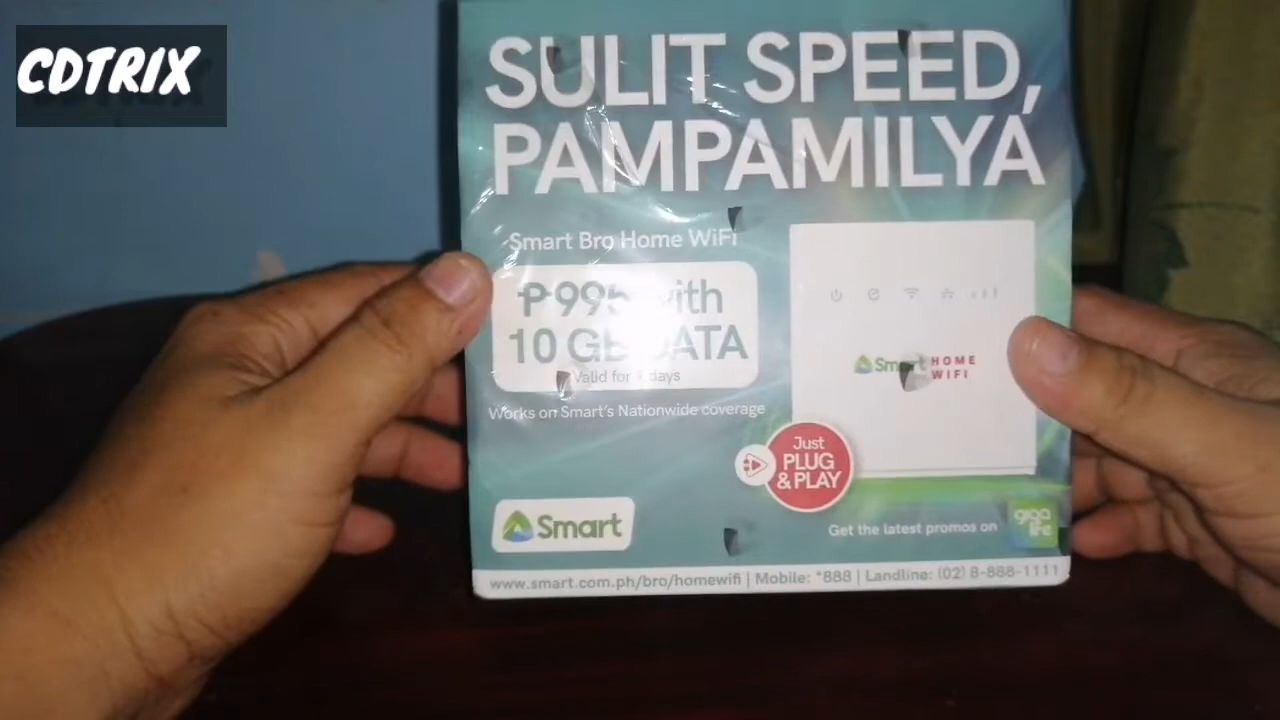 CDTRIX
SULIT SPEED,
PAMPAMILYA
Smart Bro Home WiFi
₱995 with
10 GB DATA
Valid for days
Works on Smart's Nationwide coverage
Smart HOME
WIFI
Just
PLUG
& PLAY
Smart
Get the latest promos on
giga
life
www.smart.com.ph/bro/homewifi | Mobile: *888 | Landline: (02) 8-888-1111